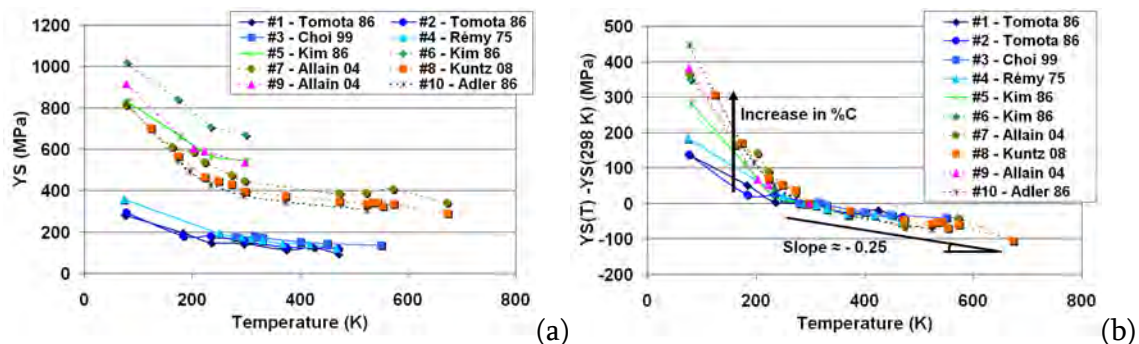 1200
1000
800
600
400
200
0
YS (MPa)
#1 - Tomota 86 #2 - Tomota 86
#3 - Choi 99 #4 - Rémy 75
#5 - Kim 86 #6 - Kim 86
#7 - Allain 04 #8 - Kuntz 08
#9 - Allain 04 #10 - Adler 86
0 200 400 600 800
Temperature (K)
(a)
500
400
300
200
100
0
-100
-200
YS(T) -YS(298 K) (MPa)
#1 - Tomota 86
#2 - Tomota 86
#3 - Choi 99
#4 - Rémy 75
#5 - Kim 86
#6 - Kim 86
#7 - Allain 04
#8 - Kuntz 08
#9 - Allain 04
#10 - Adler 86
Increase in %C
Slope ≈ - 0.25
0 200 400 600 800
Temperature (K)
(b)